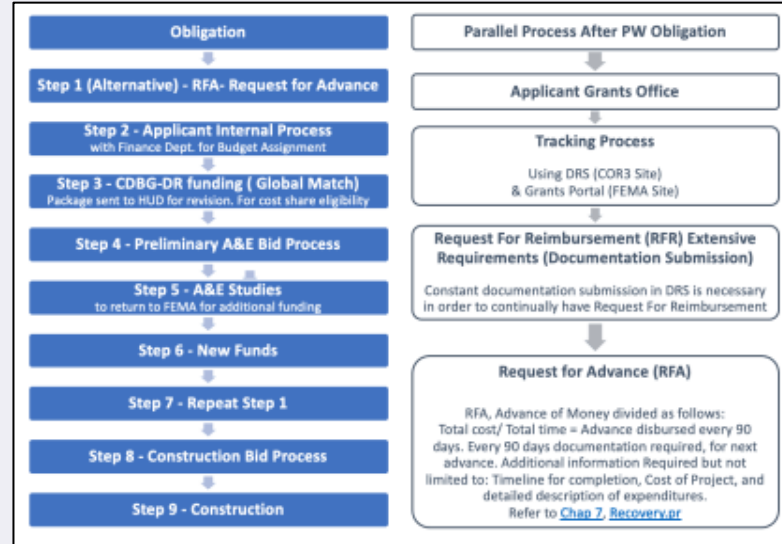 Obligation
Step 1 (Alternative) - RFA- Request for Advance
Step 2 - Applicant Internal Process
with Finance Dept. for Budget Assignment
Step 3 - CDBG-DR funding ( Global Match)
Package sent to HUD for revision. For cost share eligibility
Step 4 - Preliminary A&E Bid Process
Step 5 - A&E Studies
to return to FEMA for additional funding
Step 6 - New Funds
Step 7 - Repeat Step 1
Step 8 - Construction Bid Process
Step 9 - Construction
Parallel Process After PW Obligation
Applicant Grants Office
Tracking Process
Using DRS (COR3 Site)
& Grants Portal (FEMA Site)
Request For Reimbursement (RFR) Extensive
Requirements (Documentation Submission)
Constant documentation submission in DRS is necessary
in order to continually have Request For Reimbursement
Request for Advance (RFA)
RFA, Advance of Money divided as follows:
Total cost/ Total time = Advance disbursed every 90
days. Every 90 days documentation required, for next
advance. Additional information Required but not
limited to: Timeline for completion, Cost of Project, and
detailed description of expenditures.
Refer to Chap 7, Recovery.pr